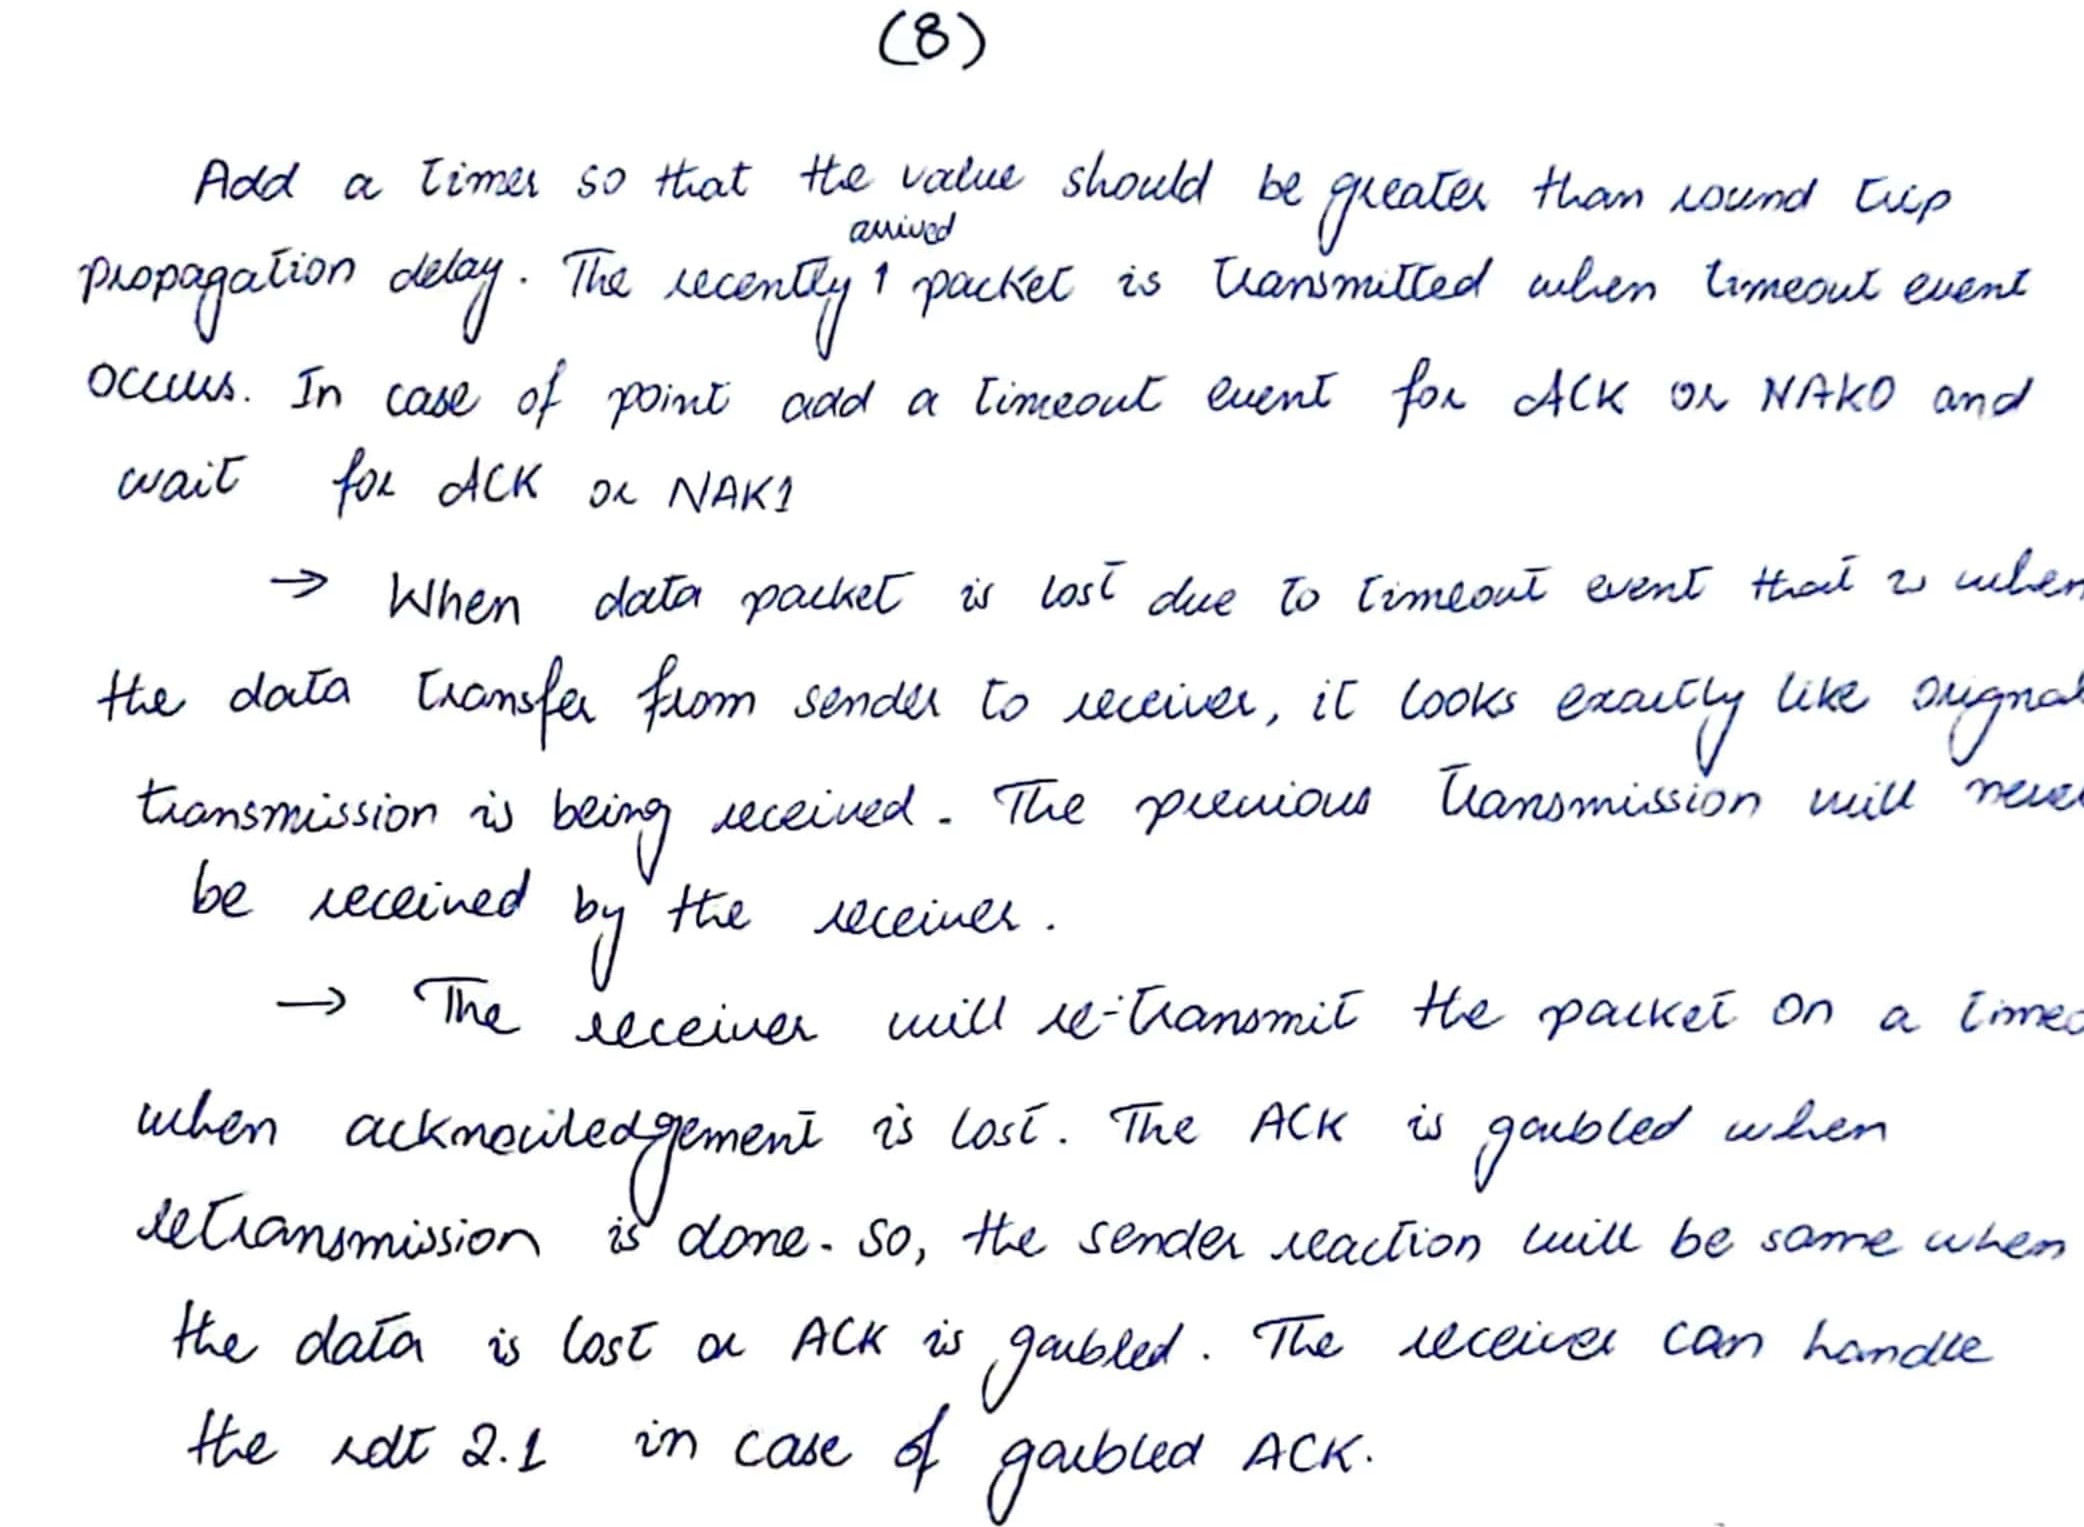 (8)
Add a timer so that the value should be greater than round trip
arrived
propagation delay. The recently ↑ packet is transmitted when timeout event
occurs. In case of point add a timeout event for ACK or NAK0 and
wait for ACK or NAK1
→ When data packet is lost due to timeout event that is when
the data transfer from sender to receiver, it looks exactly like orignal
transmission is being received. The previous transmission will never
be received by the receiver.
→ The receiver will re-transmit the packet on a
when acknowledgement is lost. The ACK is garbled when
retransmission is done. So, the sender reaction will be same when
the data is lost or ACK is garbled. The receiver can handle
the rdt 2.1 in case of garbled ACK.